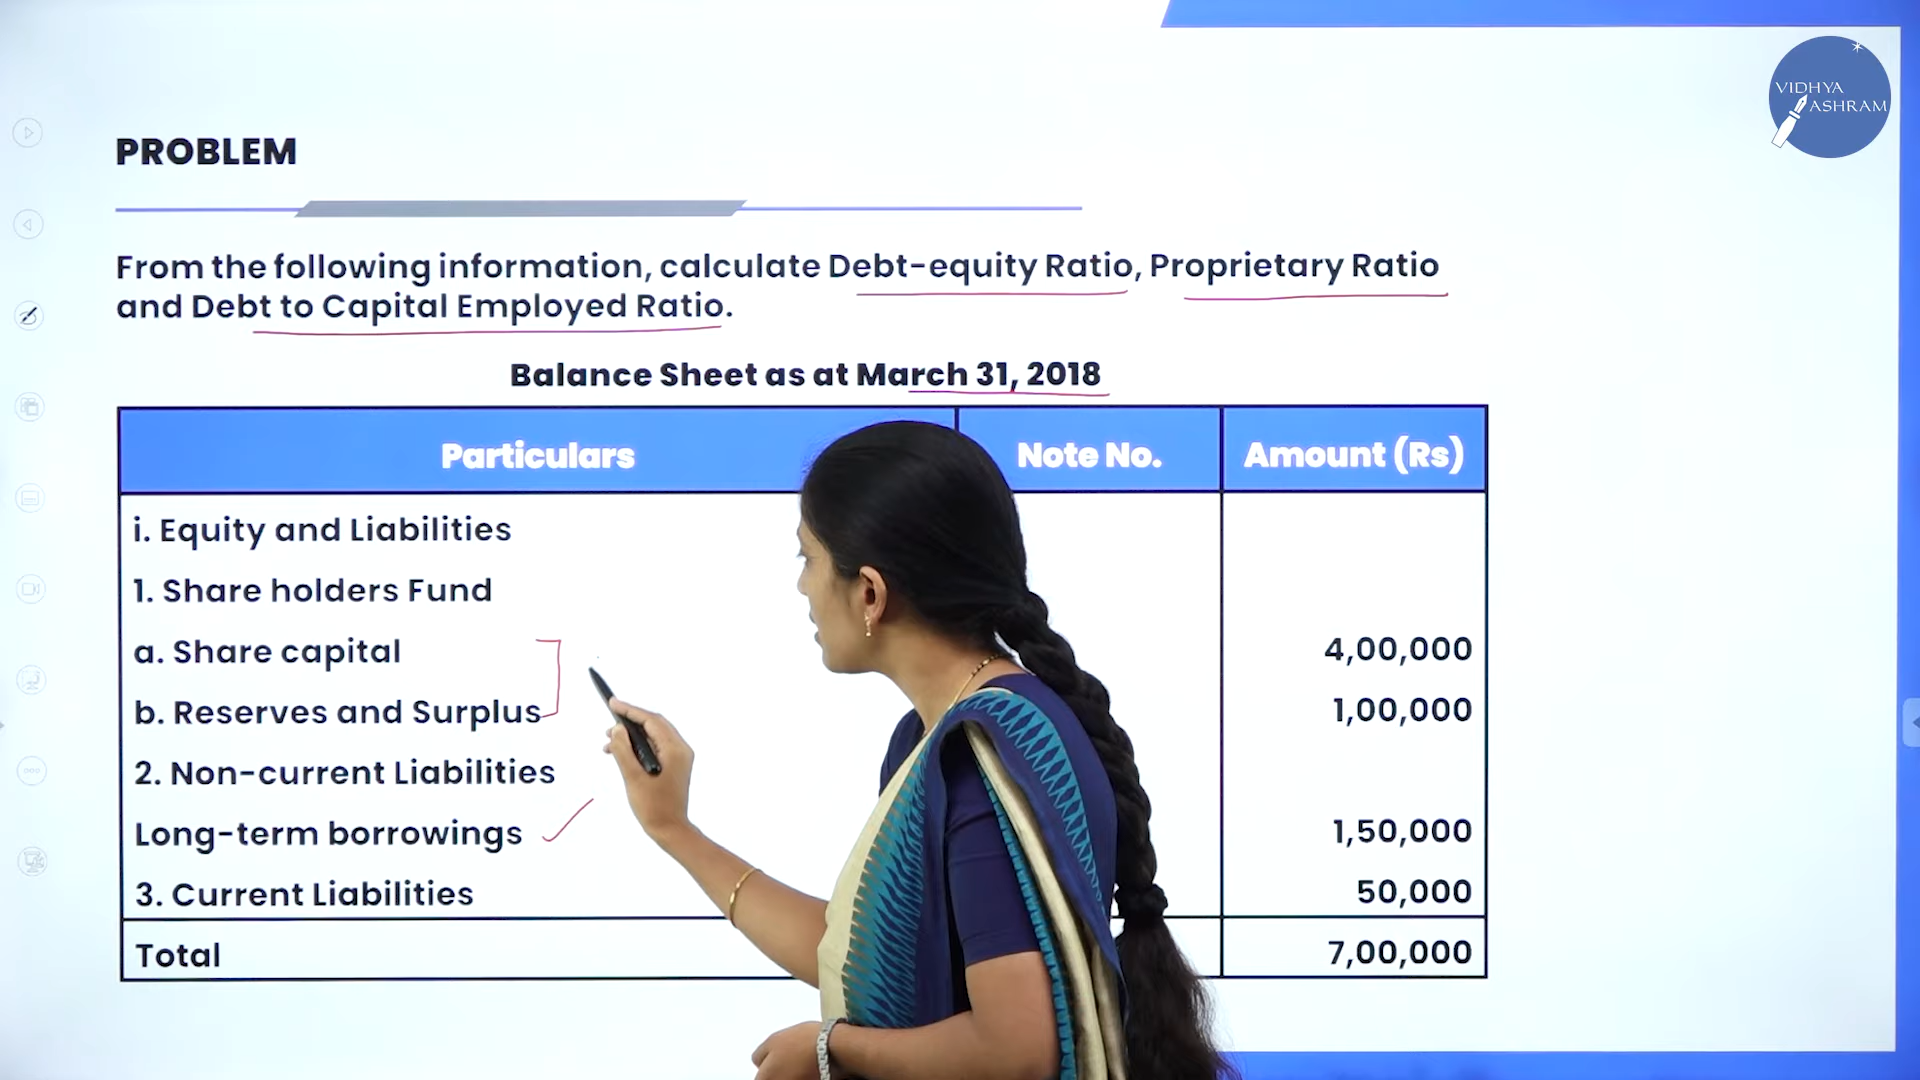 VIDHYA
ASHRAM
PROBLEM
From the following information, calculate Debt-equity Ratio, Proprietary Ratio
and Debt to Capital Employed Ratio.
Balance Sheet as at March 31, 2018
Particulars Note No. Amount (Rs)
i. Equity and Liabilities
1. Share holders Fund
a. Share capital 4,00,000
b. Reserves and Surplus 1,00,000
2. Non-current Liabilities
Long-term borrowings 1,50,000
3. Current Liabilities 50,000
Total 7,00,000